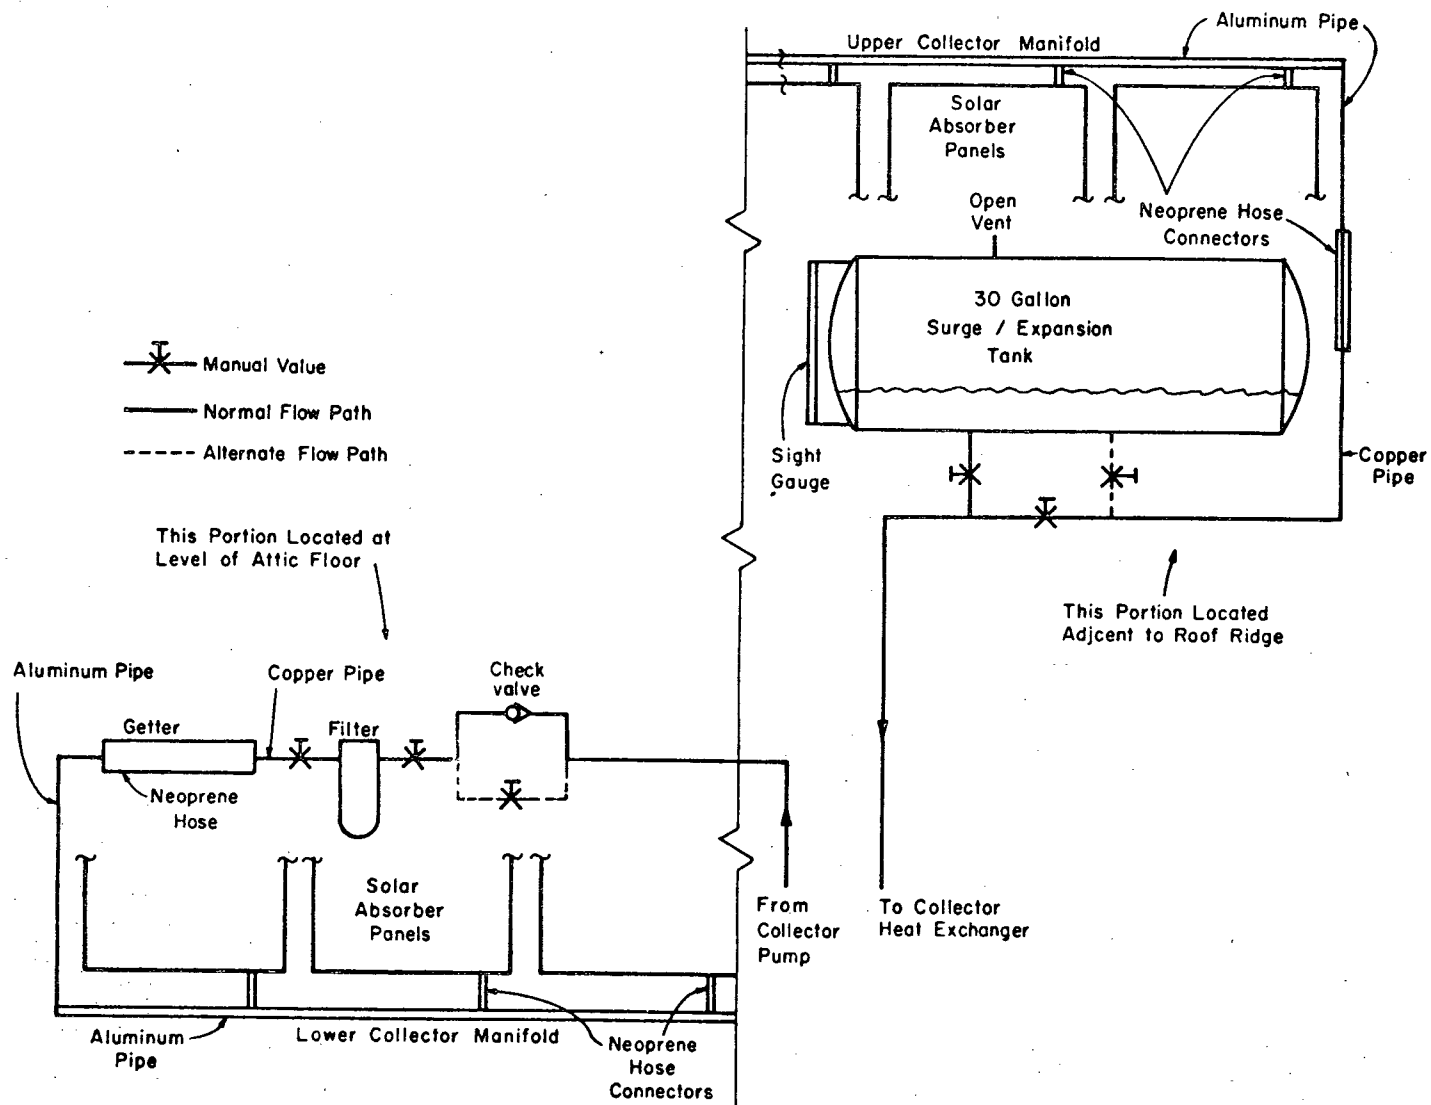 Aluminum Pipe
Upper Collector Manifold
Solar
Absorber
Panels
Open
Vent
Neoprene Hose
Connectors
30 Gallon
Surge / Expansion
Tank
Manual Value
Normal Flow Path
Alternate Flow Path
Sight
Gauge
Copper
Pipe
This Portion Located at
Level of Attic Floor
This Portion Located
Adjcent to Roof Ridge
Aluminum Pipe
Copper Pipe
Check
valve
Getter
Filter
Neoprene
Hose
Solar
Absorber
Panels
From
Collector
Pump
To Collector
Heat Exchanger
Aluminum
Pipe
Lower Collector Manifold
Neoprene
Hose
Connectors